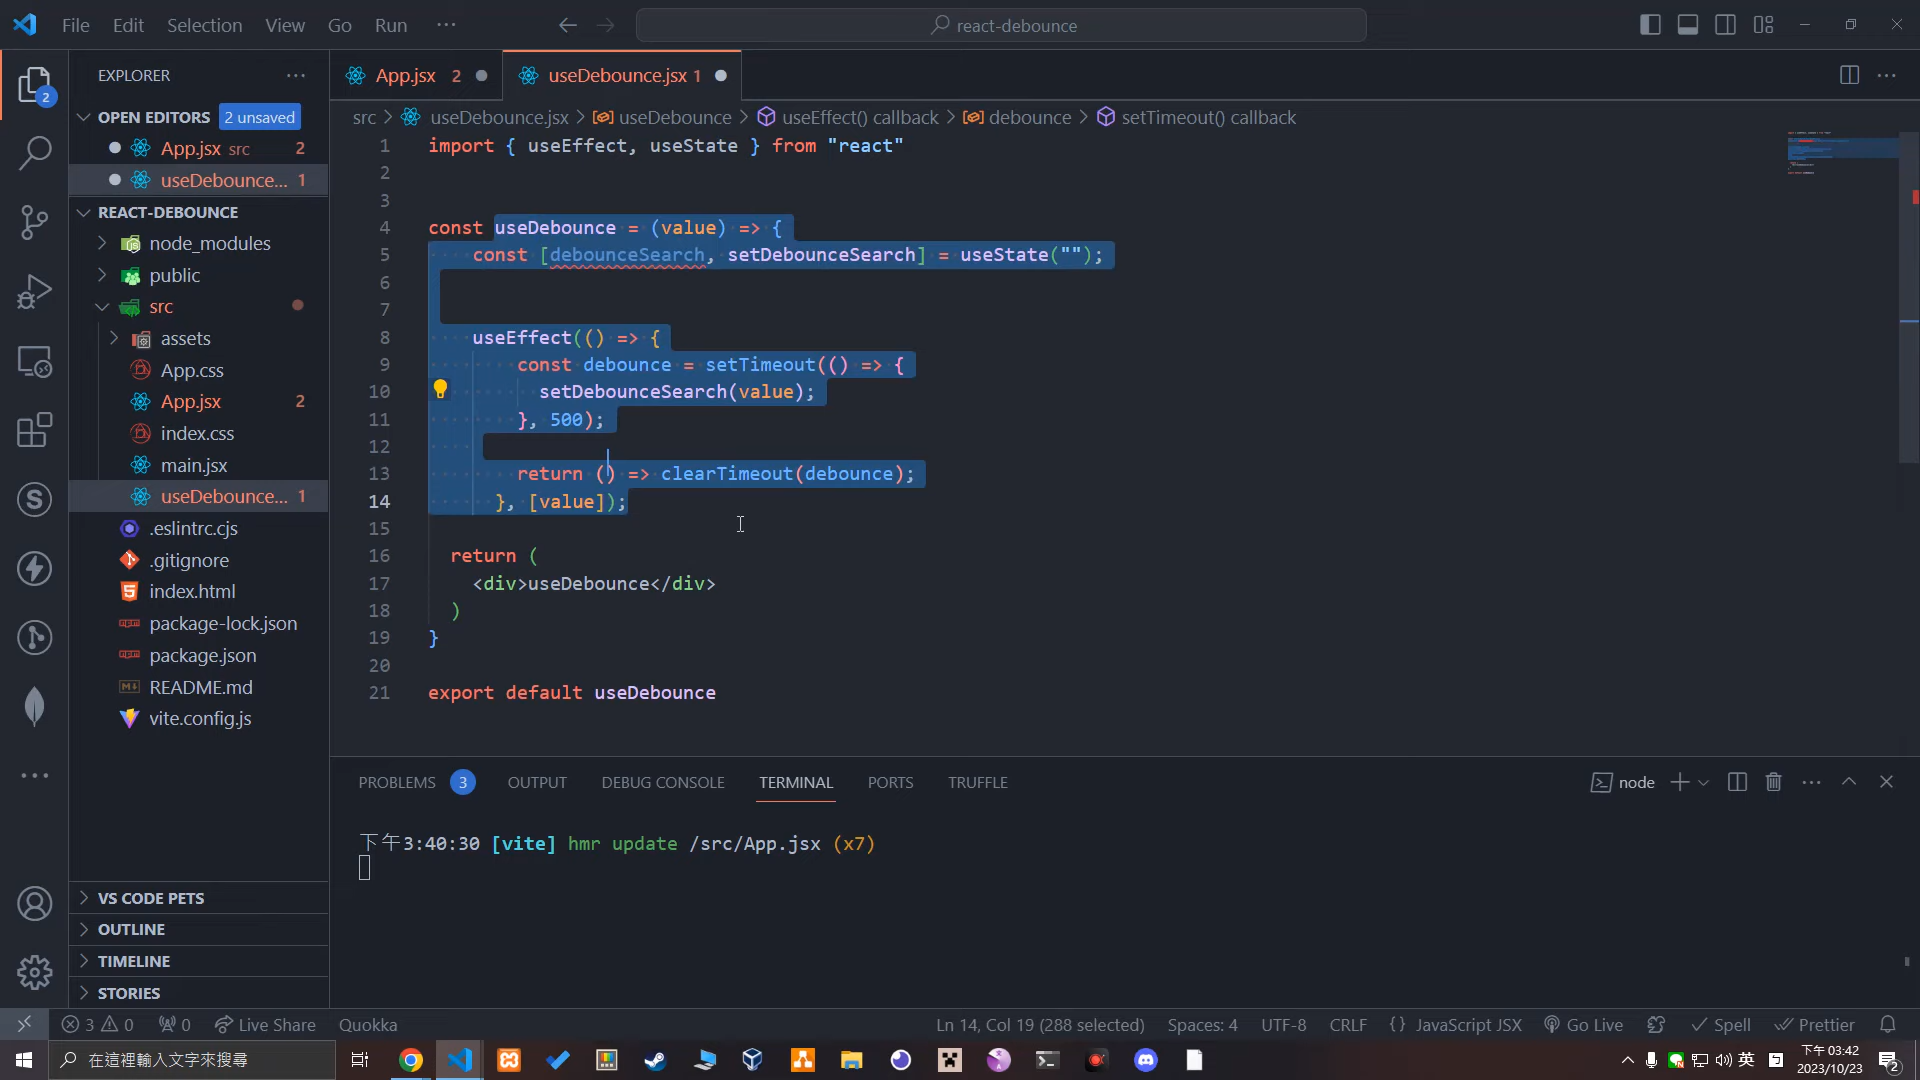 File Edit Selection View Go Run ··· react-debounce
EXPLORER ···
OPEN EDITORS 2 unsaved
App.jsx src 2
useDebounce... 1
REACT-DEBOUNCE
node_modules
public
src
assets
App.css
App.jsx 2
index.css
main.jsx
useDebounce... 1
.eslintrc.cjs
.gitignore
index.html
package-lock.json
package.json
README.md
vite.config.js
VS CODE PETS
OUTLINE
TIMELINE
STORIES
2
App.jsx 2 useDebounce.jsx 1
src > useDebounce.jsx > useDebounce > useEffect() callback > debounce > setTimeout() callback
1 import { useEffect, useState } from "react"
2
3
4 const useDebounce = (value) => {
5 const [debounceSearch, setDebounceSearch] = useState("");
6
7
8 useEffect(() => {
9 const debounce = setTimeout(() => {
10 setDebounceSearch(value);
11 }, 500);
12
13 return () => clearTimeout(debounce);
14 }, [value]);
15
16 return (
17 <div>useDebounce</div>
18 )
19 }
20
21 export default useDebounce
PROBLEMS 3 OUTPUT DEBUG CONSOLE TERMINAL PORTS TRUFFLE node
下午3:40:30 [vite] hmr update /src/App.jsx (x7)
3 0 0 Live Share Quokka Ln 14, Col 19 (288 selected) Spaces: 4 UTF-8 CRLF {} JavaScript JSX Go Live Spell Prettier
在這裡輸入文字來搜尋 英 下午 03:42
2023/10/23 2